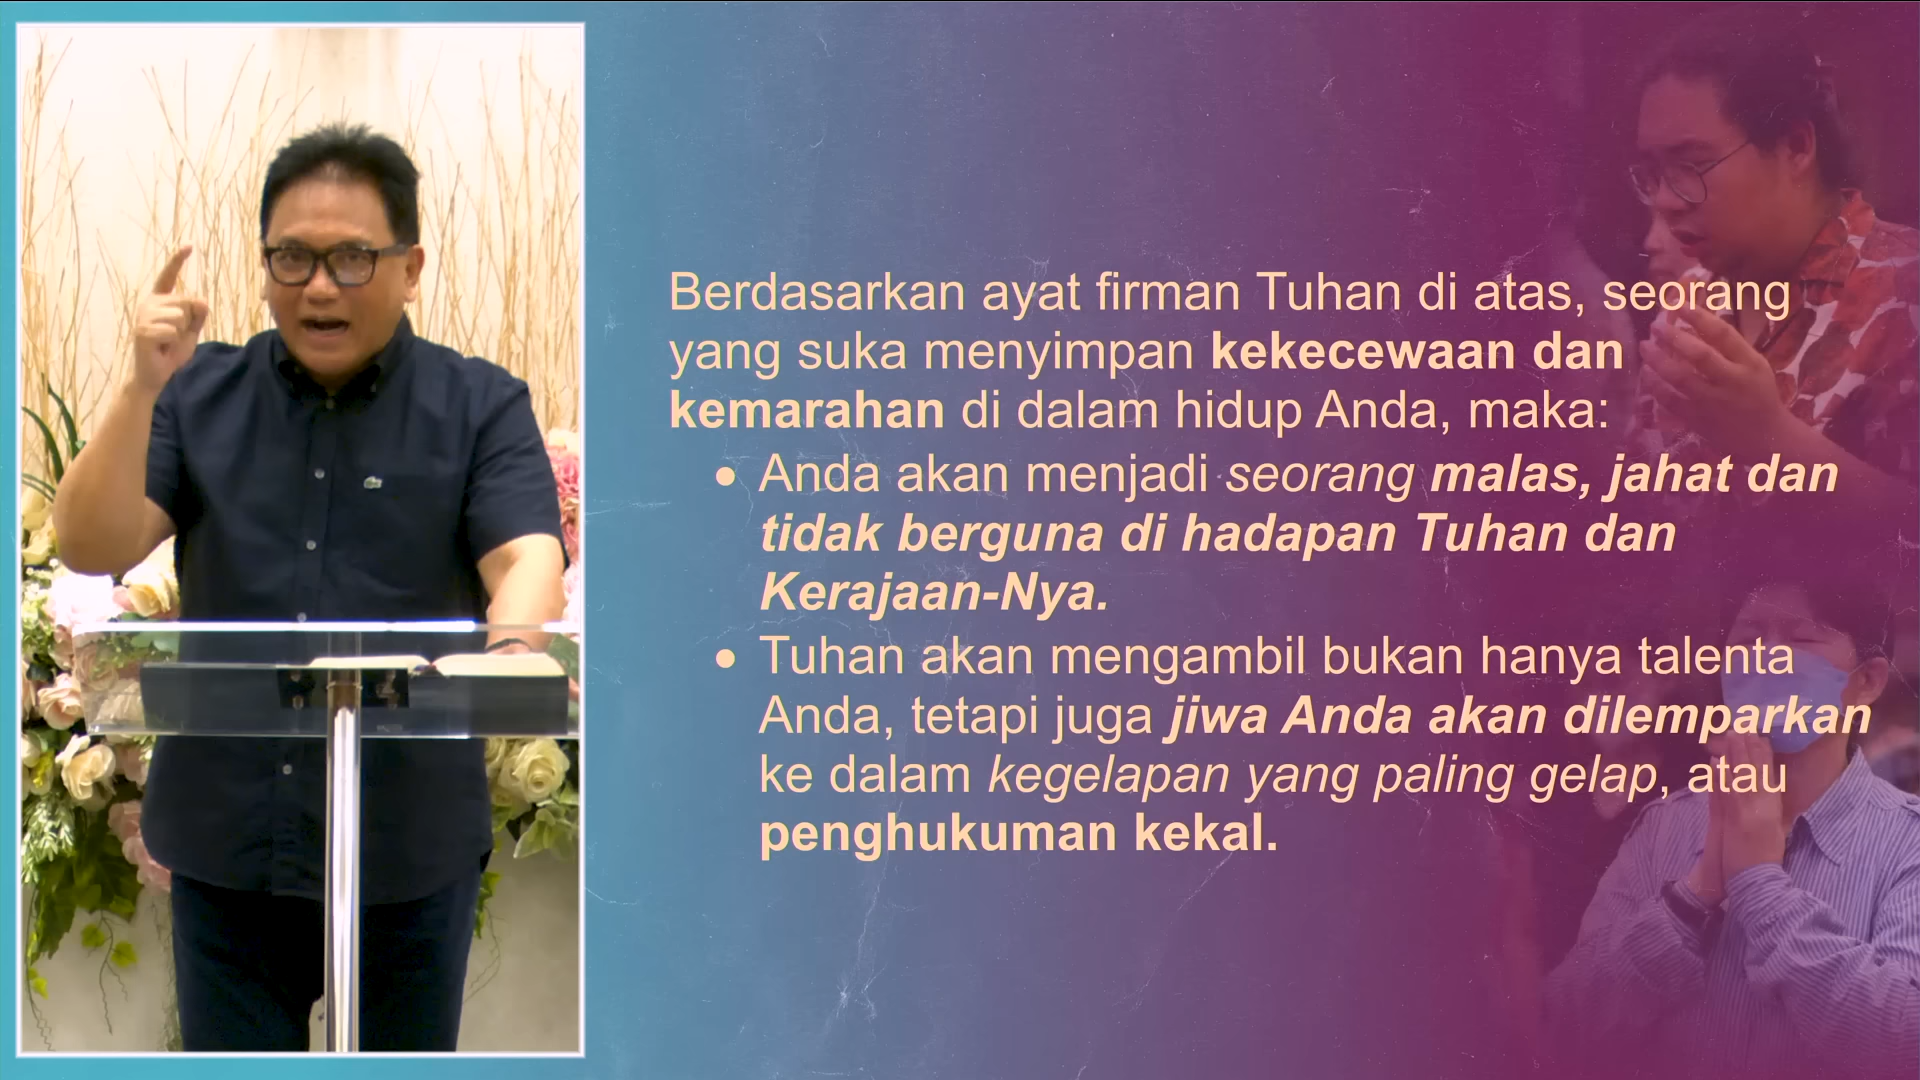 Berdasarkan ayat firman Tuhan di atas, seorang
yang suka menyimpan kekecewaan dan
kemarahan di dalam hidup Anda, maka:
• Anda akan menjadi seorang malas, jahat dan
tidak berguna di hadapan Tuhan dan
Kerajaan-Nya.
• Tuhan akan mengambil bukan hanya talenta
Anda, tetapi juga jiwa Anda akan dilemparkan
ke dalam kegelapan yang paling gelap, atau
penghukuman kekal.